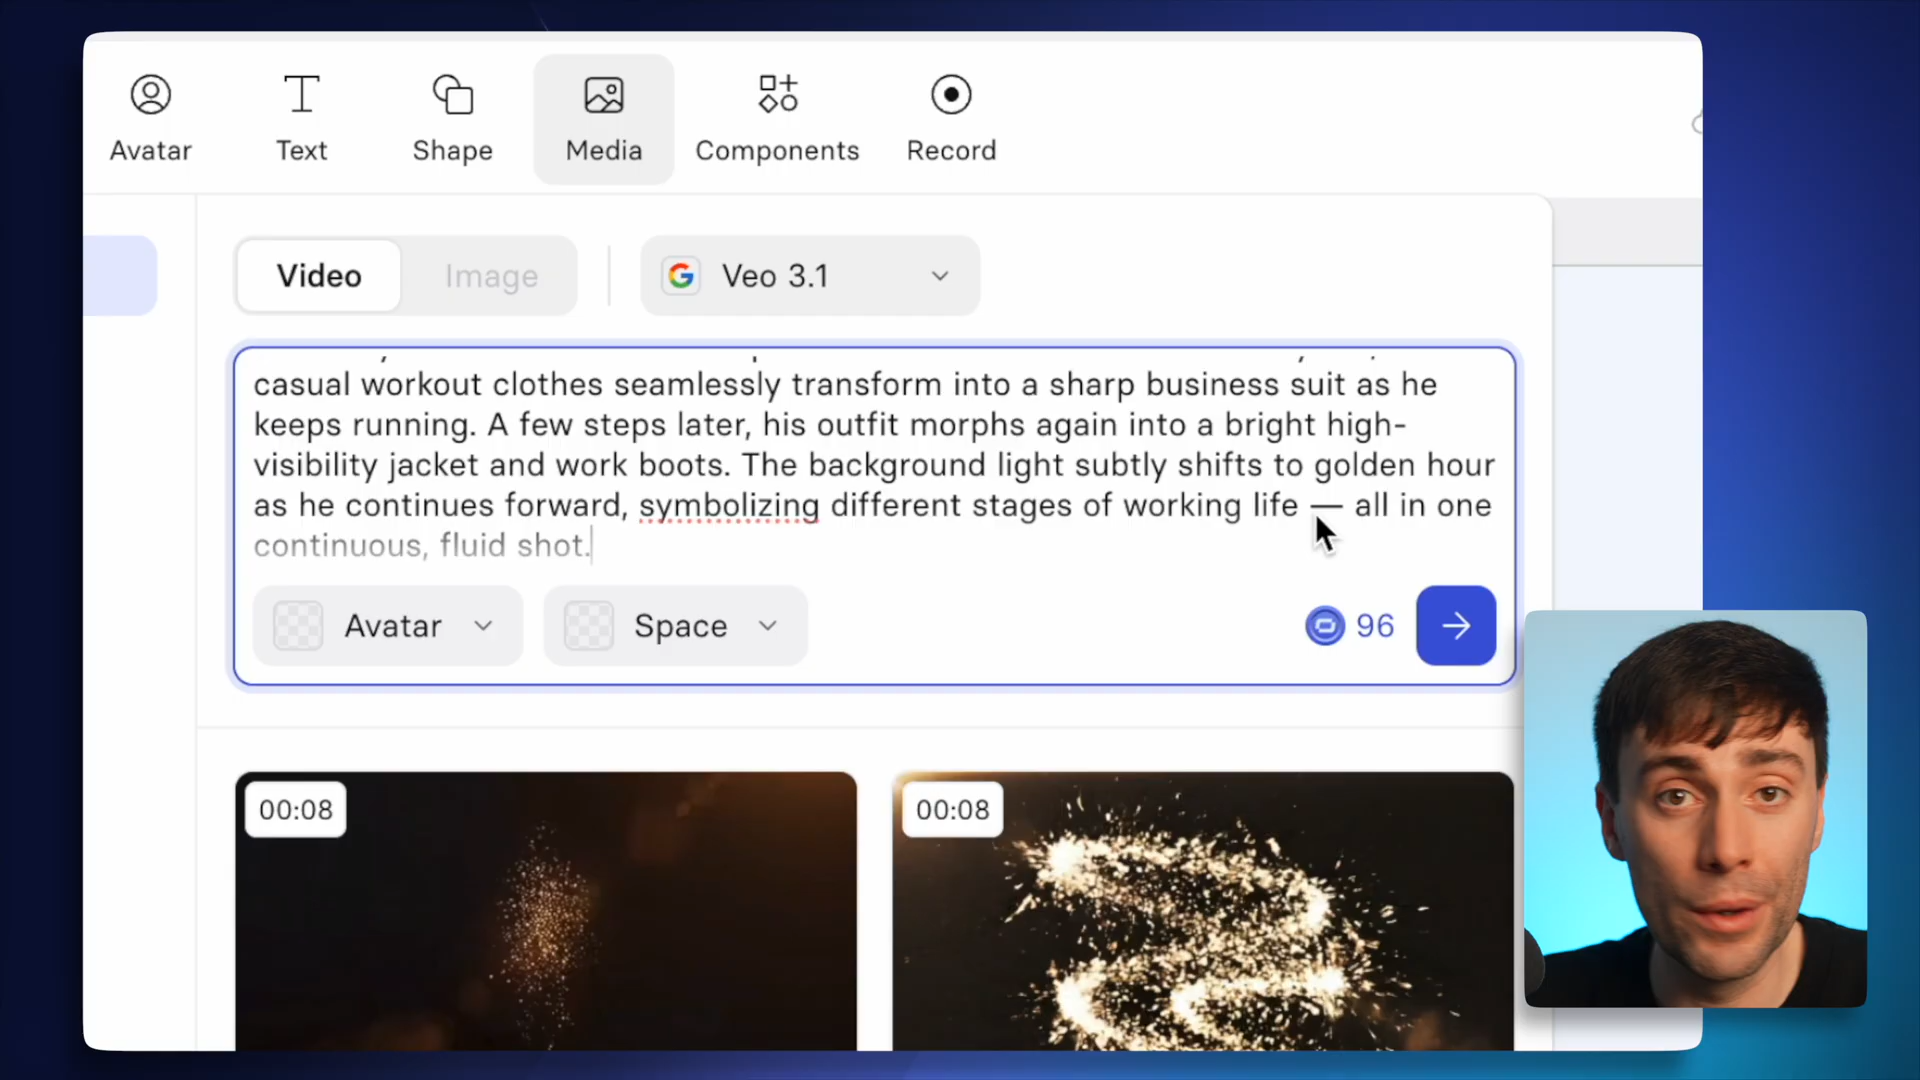 Avatar
Text
Shape
Media
Components
Record
Video
Image
Veo 3.1
casual workout clothes seamlessly transform into a sharp business suit as he
keeps running. A few steps later, his outfit morphs again into a bright high-
visibility jacket and work boots. The background light subtly shifts to golden hour
as he continues forward, symbolizing different stages of working life — all in one
continuous, fluid shot.
Avatar
Space
96
00:08
00:08